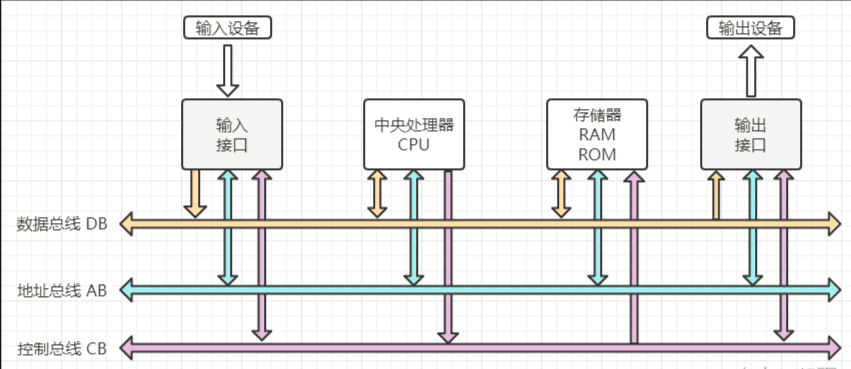 输入设备
输出设备
输入
接口
中央处理器
CPU
存储器
RAM
ROM
输出
接口
数据总线 DB
地址总线 AB
控制总线 CB